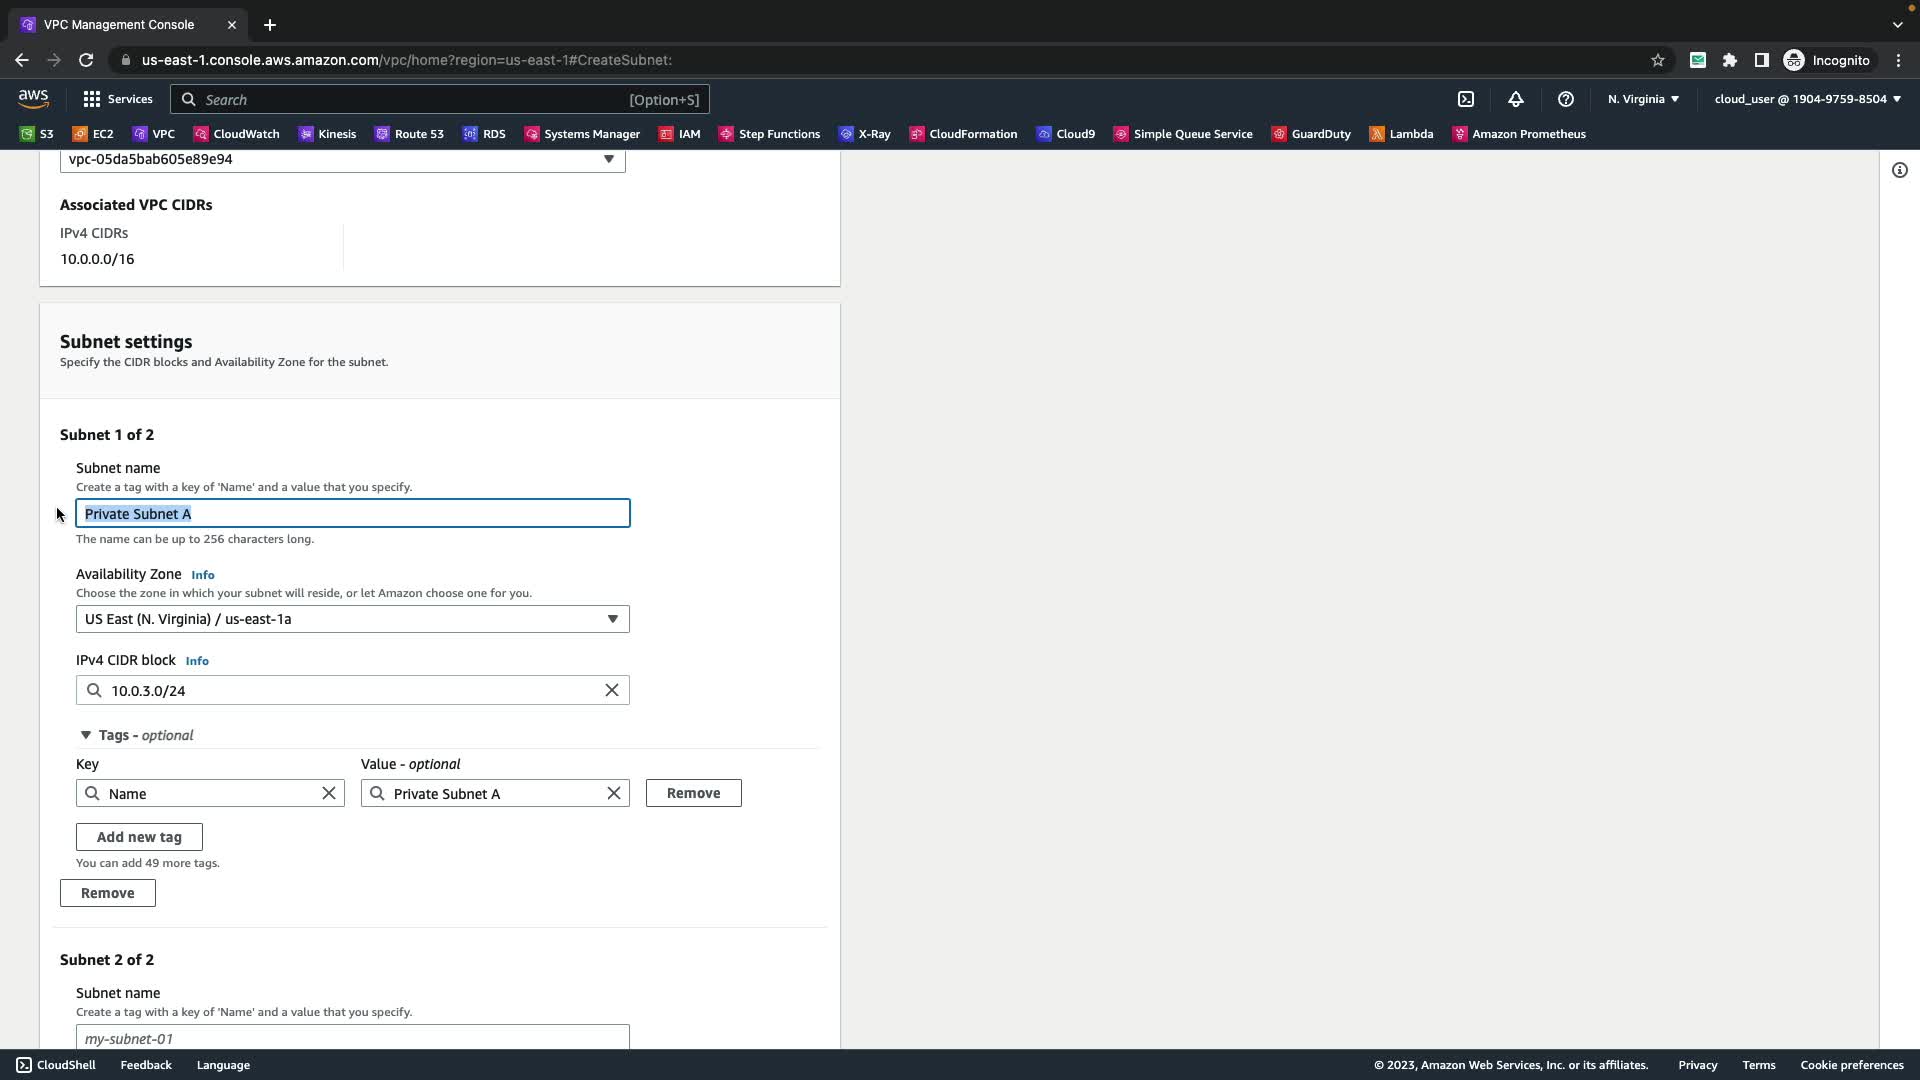 VPC Management Console
us-east-1.console.aws.amazon.com/vpc/home?region=us-east-1#CreateSubnet:
Incognito
aws
Services
Search
[Option+S]
N. Virginia
cloud_user @ 1904-9759-8504
S3
EC2
VPC
CloudWatch
Kinesis
Route 53
RDS
Systems Manager
IAM
Step Functions
X-Ray
CloudFormation
Cloud9
Simple Queue Service
GuardDuty
Lambda
Amazon Prometheus
vpc-05da5bab605e89e94
Associated VPC CIDRs
IPv4 CIDRs
10.0.0.0/16
Subnet settings
Specify the CIDR blocks and Availability Zone for the subnet.
Subnet 1 of 2
Subnet name
Create a tag with a key of 'Name' and a value that you specify.
Private Subnet A
The name can be up to 256 characters long.
Availability Zone Info
Choose the zone in which your subnet will reside, or let Amazon choose one for you.
US East (N. Virginia) / us-east-1a
IPv4 CIDR block Info
10.0.3.0/24
Tags - optional
Key
Value - optional
Name
Private Subnet A
Remove
Add new tag
You can add 49 more tags.
Remove
Subnet 2 of 2
Subnet name
Create a tag with a key of 'Name' and a value that you specify.
my-subnet-01
CloudShell
Feedback
Language
© 2023, Amazon Web Services, Inc. or its affiliates.
Privacy
Terms
Cookie preferences